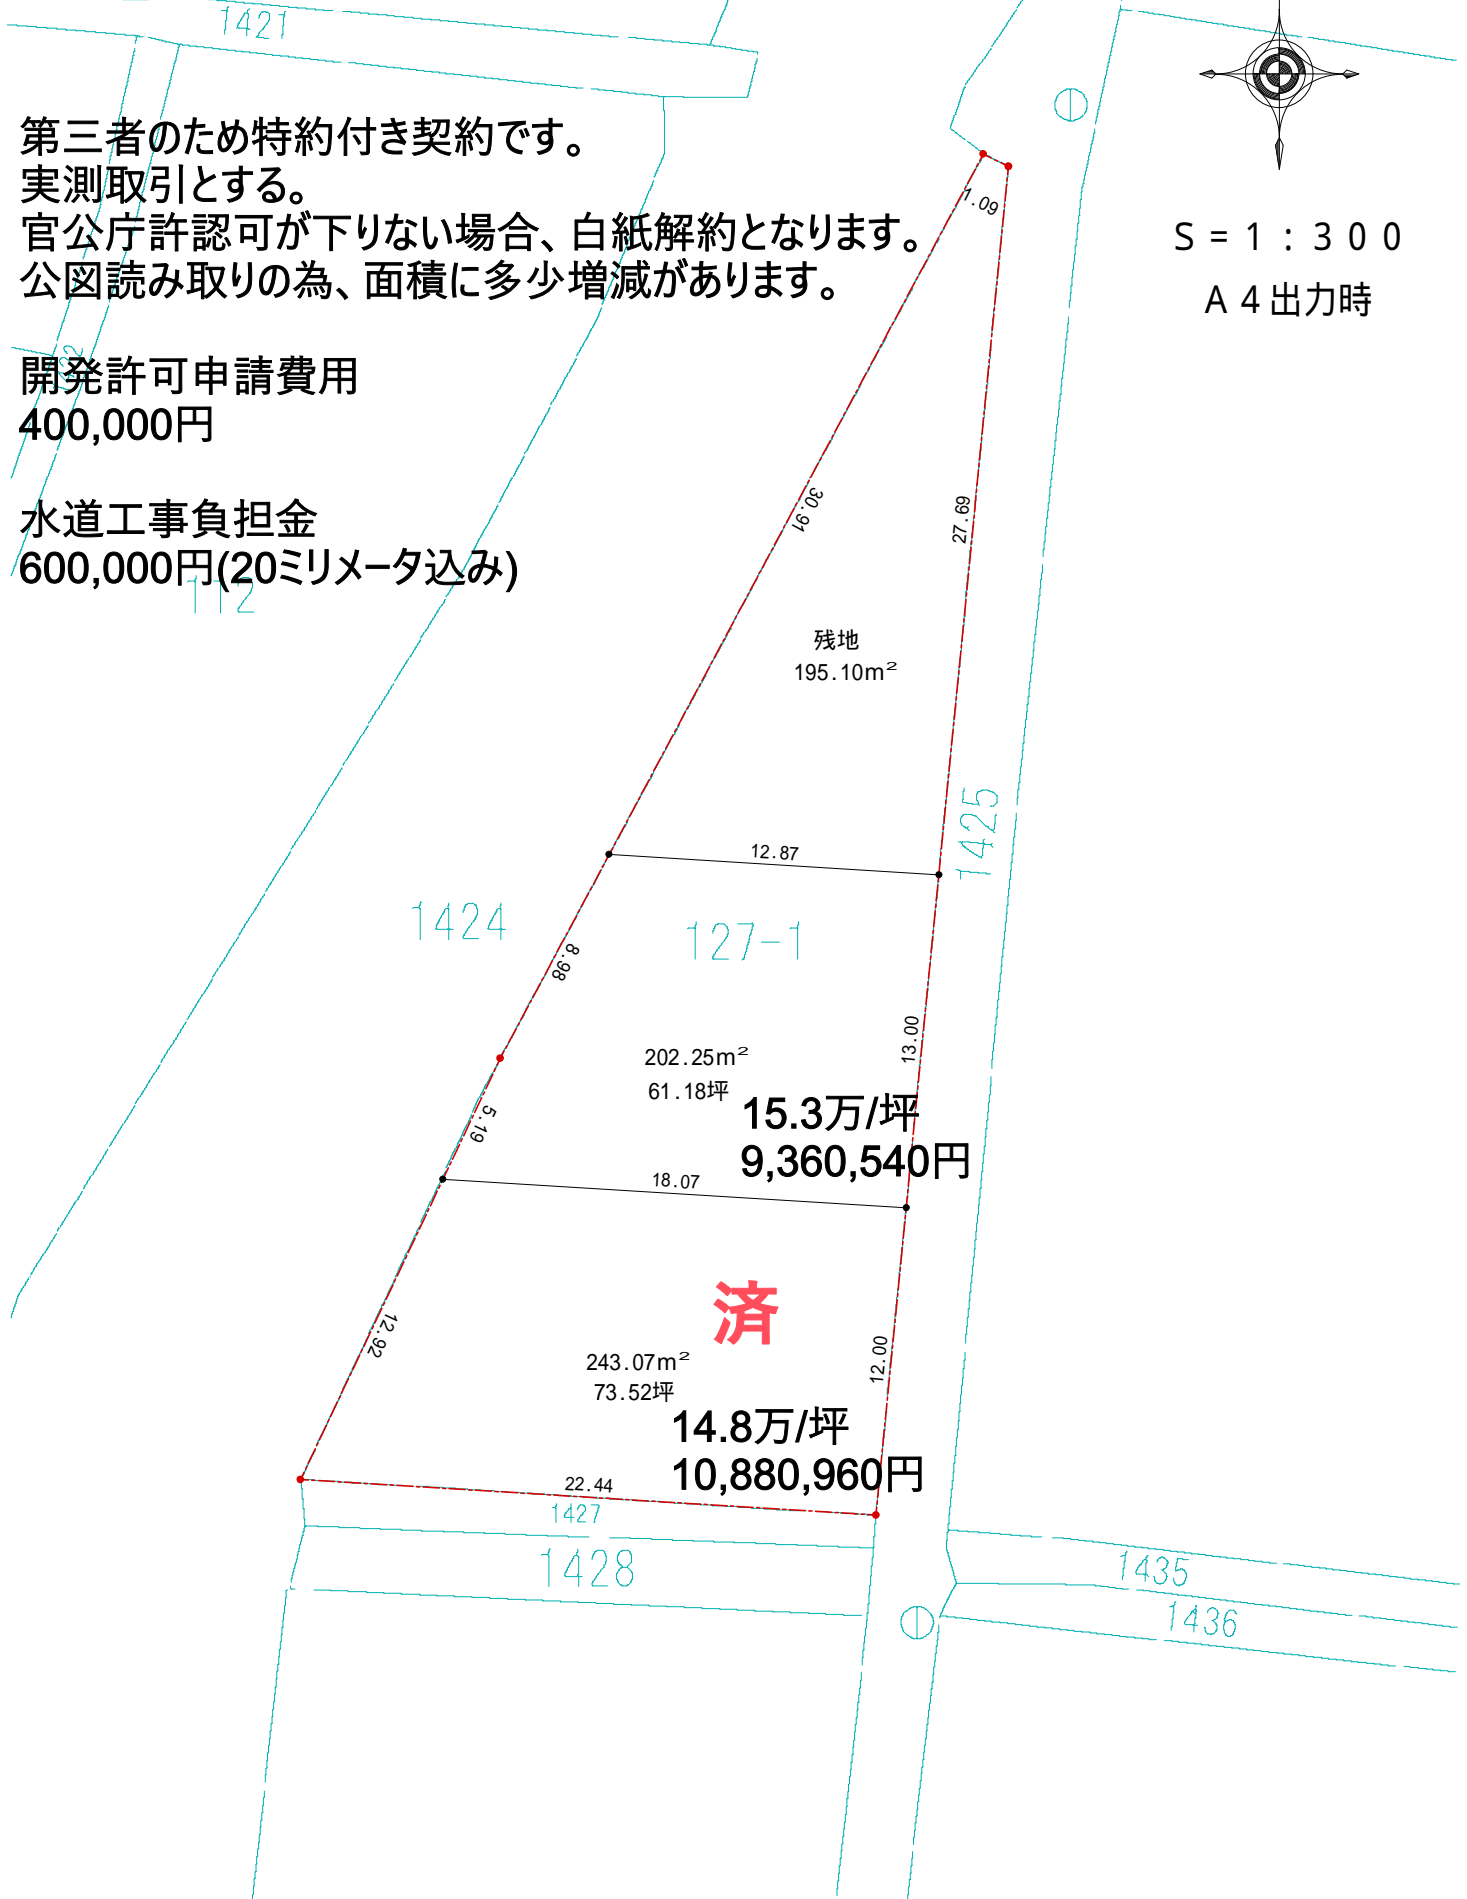 1421
第三者のため特約付き契約です。
実測取引とする。
官公庁許認可が下りない場合、白紙解約となります。
公図読み取りの為、面積に多少増減があります。
S=1:300
A4出力時
1.09
1422
開発許可申請費用
400,000円
水道工事負担金
600,000円(20ミリメータ込み)
112
30.91
27.69
残地
195.10m²
12.87
1425
1424
127-1
8.98
13.00
202.25m²
61.18坪
15.3万/坪
9,360,540円
5.19
18.07
済
12.92
12.00
243.07m²
73.52坪
14.8万/坪
10,880,960円
22.44
1427
1428
1435
1436